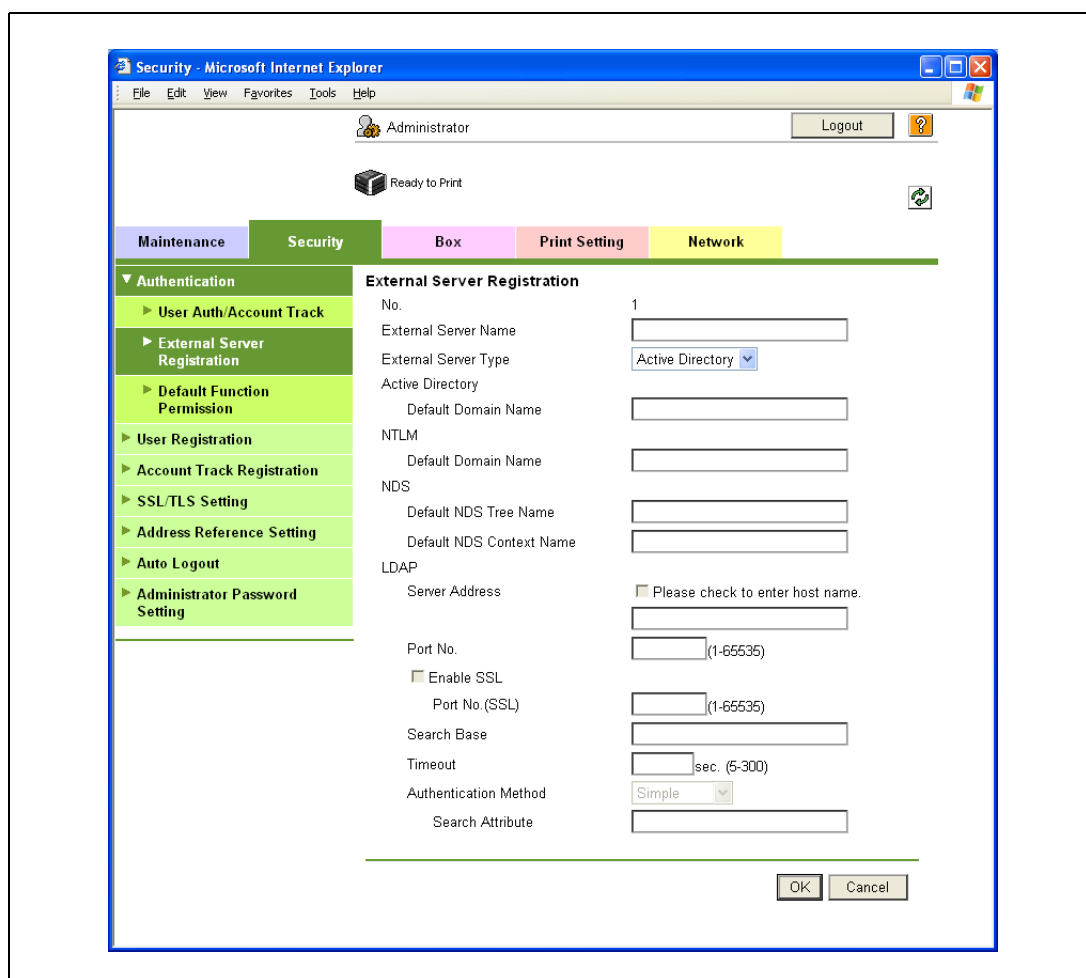 Security - Microsoft Internet Explorer
File Edit View Favorites Tools Help
Administrator
Logout
?
Ready to Print
Maintenance Security Box Print Setting Network
Authentication
User Auth/Account Track
External Server
Registration
Default Function
Permission
User Registration
Account Track Registration
SSL/TLS Setting
Address Reference Setting
Auto Logout
Administrator Password
Setting
External Server Registration
No. 1
External Server Name
External Server Type Active Directory
Active Directory
Default Domain Name
NTLM
Default Domain Name
NDS
Default NDS Tree Name
Default NDS Context Name
LDAP
Server Address Please check to enter host name.
Port No. (1-65535)
Enable SSL
Port No.(SSL) (1-65535)
Search Base
Timeout sec. (5-300)
Authentication Method Simple
Search Attribute
OK Cancel